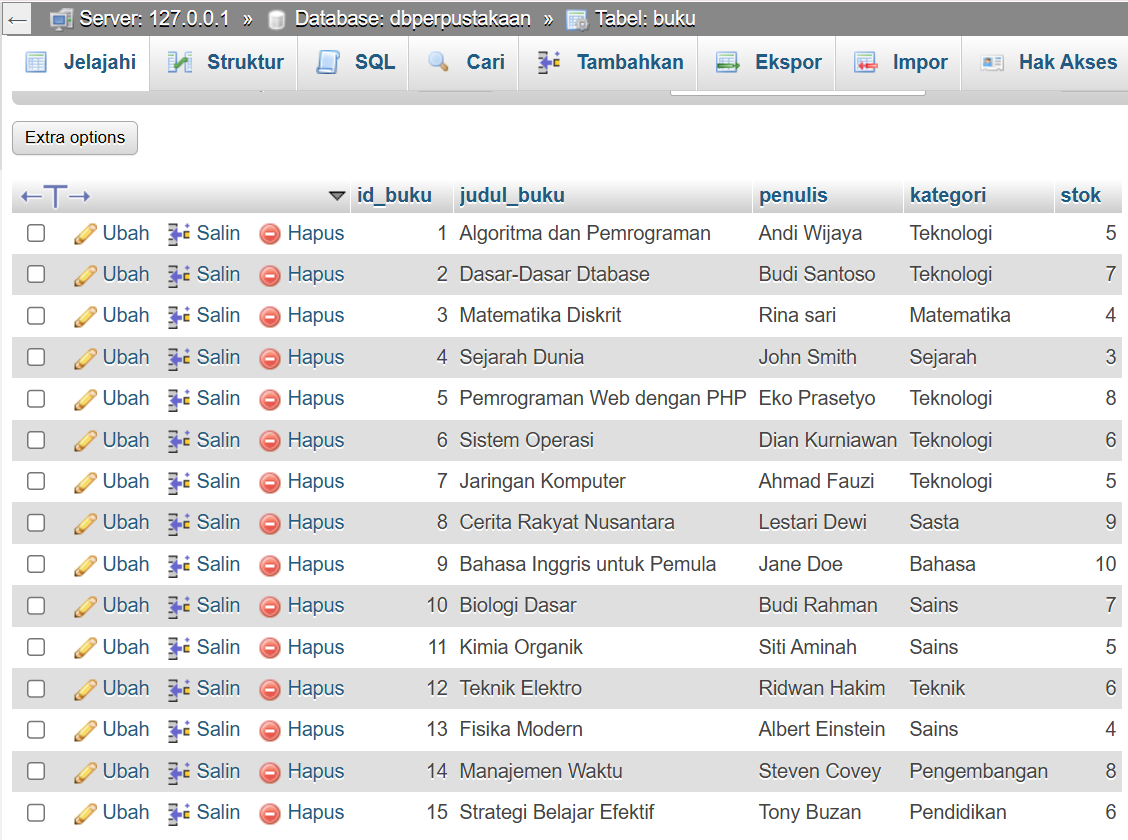 Server: 127.0.0.1 » Database: dbperpustakaan » Tabel: buku
Jelajahi Struktur SQL Cari Tambahkan Ekspor Impor Hak Akses
Extra options
id_buku judul_buku penulis kategori stok
Ubah Salin Hapus 1 Algoritma dan Pemrograman Andi Wijaya Teknologi 5
Ubah Salin Hapus 2 Dasar-Dasar Dtabase Budi Santoso Teknologi 7
Ubah Salin Hapus 3 Matematika Diskrit Rina sari Matematika 4
Ubah Salin Hapus 4 Sejarah Dunia John Smith Sejarah 3
Ubah Salin Hapus 5 Pemrograman Web dengan PHP Eko Prasetyo Teknologi 8
Ubah Salin Hapus 6 Sistem Operasi Dian Kurniawan Teknologi 6
Ubah Salin Hapus 7 Jaringan Komputer Ahmad Fauzi Teknologi 5
Ubah Salin Hapus 8 Cerita Rakyat Nusantara Lestari Dewi Sasta 9
Ubah Salin Hapus 9 Bahasa Inggris untuk Pemula Jane Doe Bahasa 10
Ubah Salin Hapus 10 Biologi Dasar Budi Rahman Sains 7
Ubah Salin Hapus 11 Kimia Organik Siti Aminah Sains 5
Ubah Salin Hapus 12 Teknik Elektro Ridwan Hakim Teknik 6
Ubah Salin Hapus 13 Fisika Modern Albert Einstein Sains 4
Ubah Salin Hapus 14 Manajemen Waktu Steven Covey Pengembangan 8
Ubah Salin Hapus 15 Strategi Belajar Efektif Tony Buzan Pendidikan 6